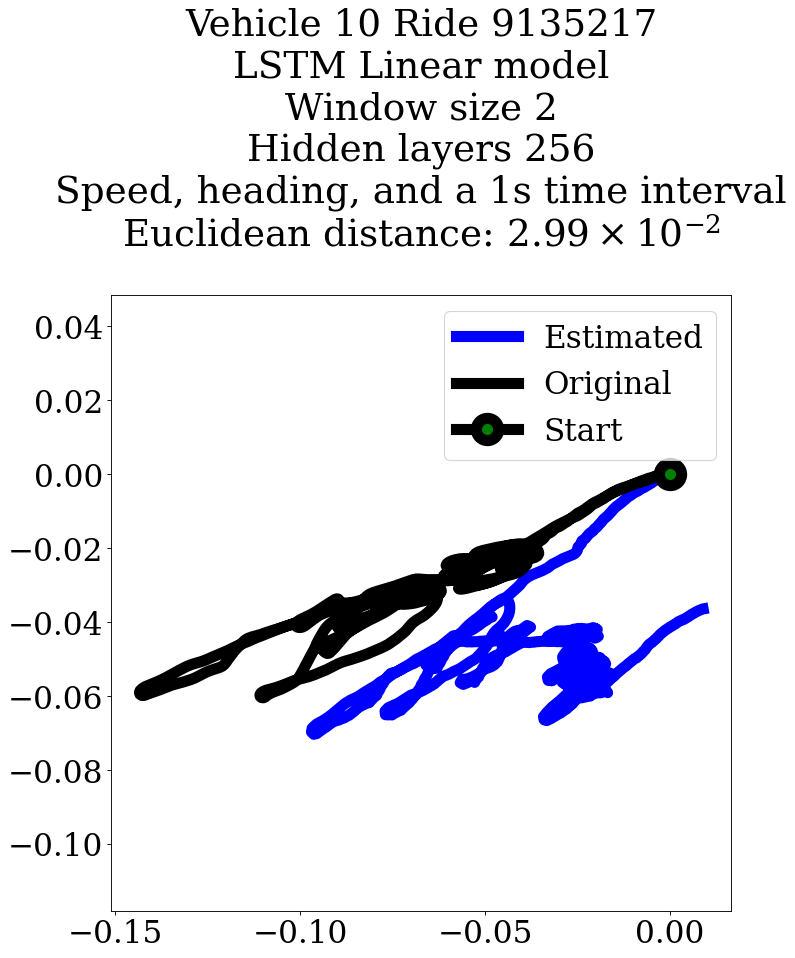 Vehicle 10 Ride 9135217
LSTM Linear model
Window size 2
Hidden layers 256
Speed, heading, and a 1s time interval
Euclidean distance: 2.99 × 10⁻²
Estimated
Original
Start
0.04
0.02
0.00
−0.02
−0.04
−0.06
−0.08
−0.10
−0.15 −0.10 −0.05 0.00